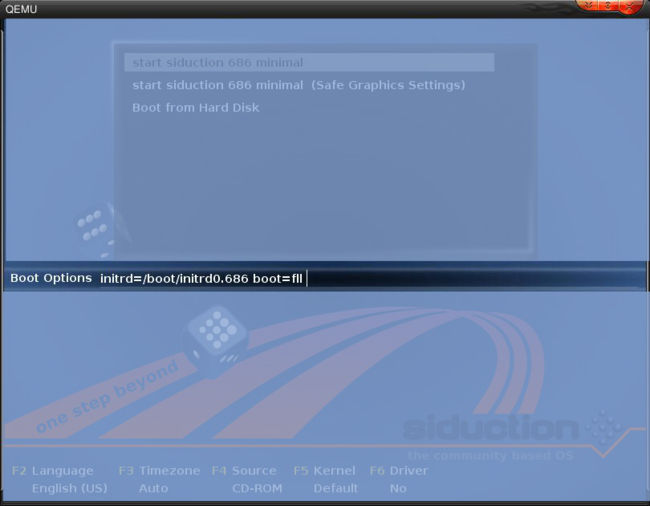 QEMU
start siduction 686 minimal
start siduction 686 minimal (Safe Graphics Settings)
Boot from Hard Disk
Boot Options initrd=/boot/initrd0.686 boot=fll
one step beyond
siduction
the community based OS
F2 Language F3 Timezone F4 Source F5 Kernel F6 Driver
English (US) Auto CD-ROM Default No